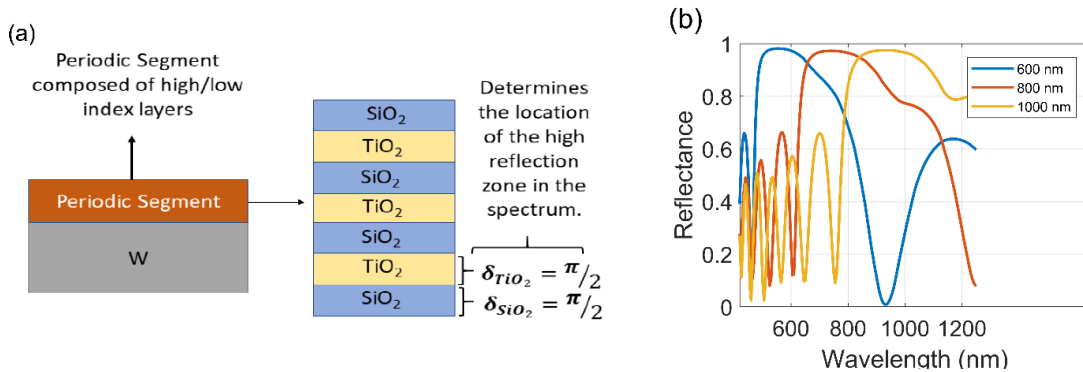 (a)
Periodic Segment
composed of high/low
index layers
Periodic Segment
W
SiO₂
TiO₂
SiO₂
TiO₂
SiO₂
TiO₂
SiO₂
Determines
the location
of the high
reflection
zone in the
spectrum.
δ_TiO₂ = π/2
δ_SiO₂ = π/2
(b)
1
0.8
0.6
0.4
0.2
0
Reflectance
600 nm
800 nm
1000 nm
600 800 1000 1200
Wavelength (nm)